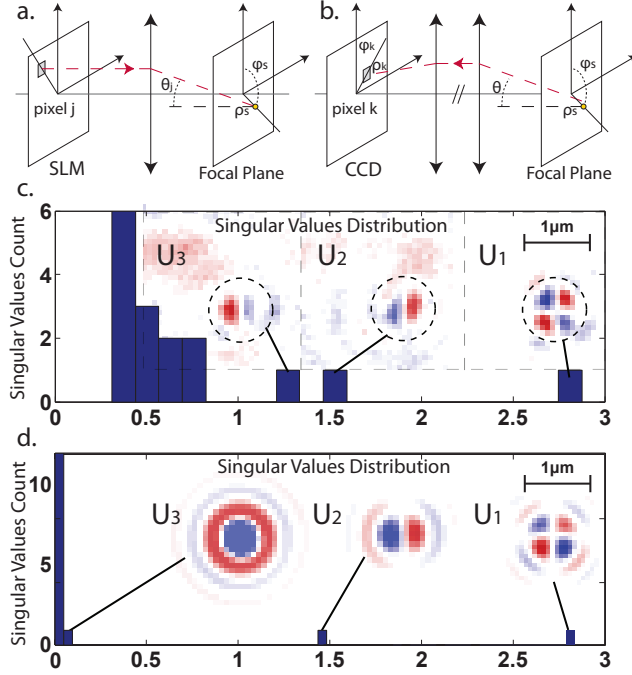 a.
b.
φs
θj
ρs
pixel j
SLM
Focal Plane
φk
ρk
φs
θ
ρs
pixel k
//
CCD
Focal Plane
c.
Singular Values Distribution
Singular Values Count
6
4
2
0
U3
U2
U1
1μm
0 0.5 1 1.5 2 2.5 3
d.
Singular Values Distribution
Singular Values Count
10
5
0
U3
U2
U1
1μm
0 0.5 1 1.5 2 2.5 3